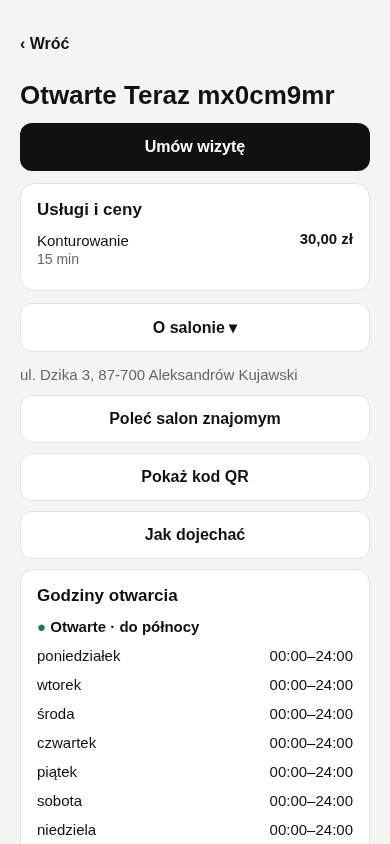 ‹ Wróć
Otwarte Teraz mx0cm9mr
Umów wizytę
Usługi i ceny
Konturowanie 30,00 zł
15 min
O salonie ▾
ul. Dzika 3, 87-700 Aleksandrów Kujawski
Poleć salon znajomym
Pokaż kod QR
Jak dojechać
Godziny otwarcia
● Otwarte · do północy
poniedziałek 00:00–24:00
wtorek 00:00–24:00
środa 00:00–24:00
czwartek 00:00–24:00
piątek 00:00–24:00
sobota 00:00–24:00
niedziela 00:00–24:00